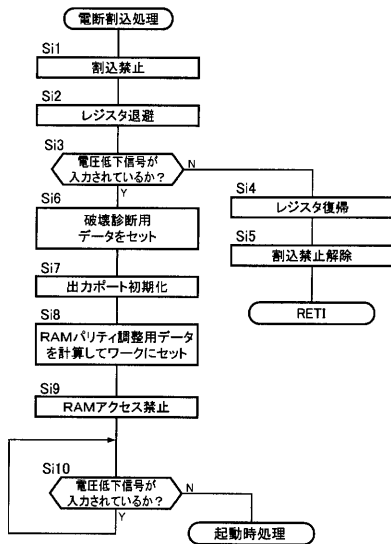 電断割込処理
Si1
割込禁止
Si2
レジスタ退避
Si3
電圧低下信号が
入力されているか?
N
Y
Si4
レジスタ復帰
Si5
割込禁止解除
RETI
Si6
破壊診断用
データをセット
Si7
出力ポート初期化
Si8
RAMパリティ調整用データ
を計算してワークにセット
Si9
RAMアクセス禁止
Si10
電圧低下信号が
入力されているか?
N
Y
起動時処理